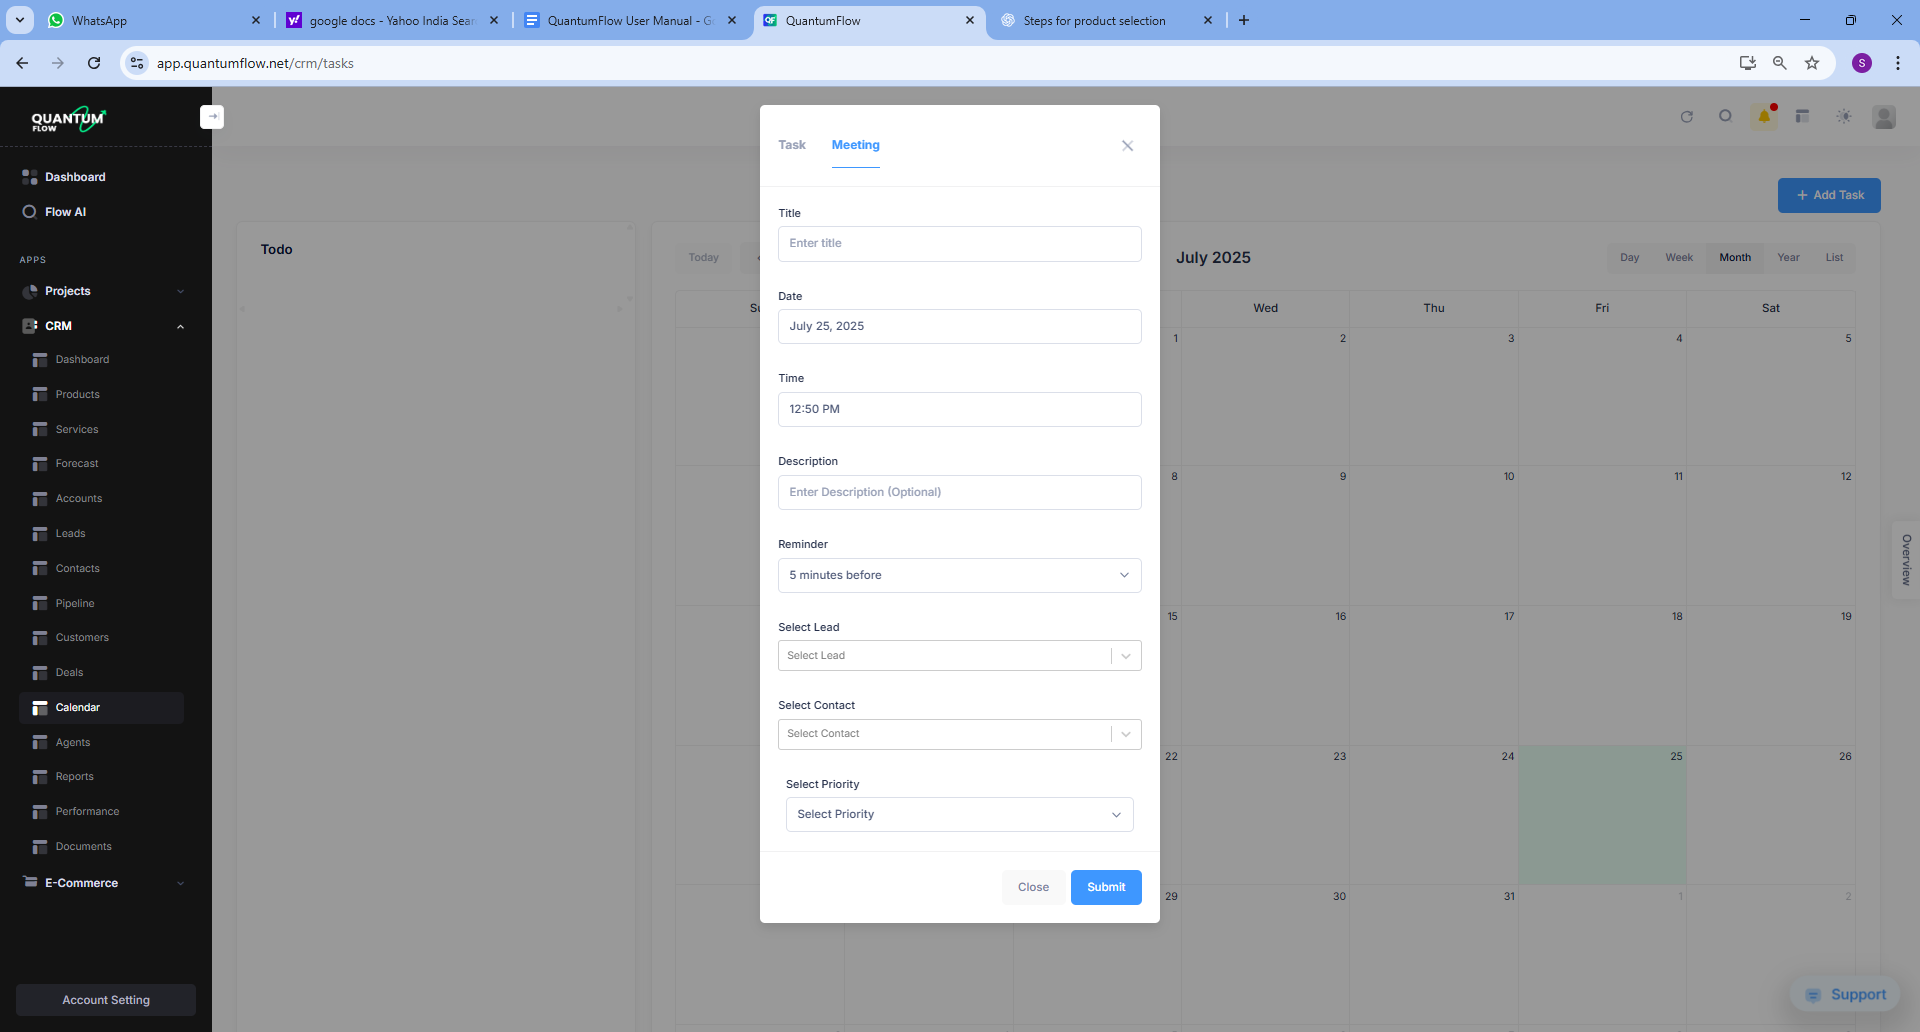 WhatsApp
google docs - Yahoo India Sear
QuantumFlow User Manual - G
QuantumFlow
Steps for product selection
app.quantumflow.net/crm/tasks
S
QUANTUM
FLOW
Dashboard
Flow AI
APPS
Projects
CRM
Dashboard
Products
Services
Forecast
Accounts
Leads
Contacts
Pipeline
Customers
Deals
Calendar
Agents
Reports
Performance
Documents
E-Commerce
Account Setting
Add Task
Todo
Today
July 2025
Day Week Month Year List
Su Wed Thu Fri Sat
1 2 3 4 5
8 9 10 11 12
15 16 17 18 19
22 23 24 25 26
29 30 31 1 2
Task Meeting
Title
Enter title
Date
July 25, 2025
Time
12:50 PM
Description
Enter Description (Optional)
Reminder
5 minutes before
Select Lead
Select Lead
Select Contact
Select Contact
Select Priority
Select Priority
Close Submit
Overview
Support